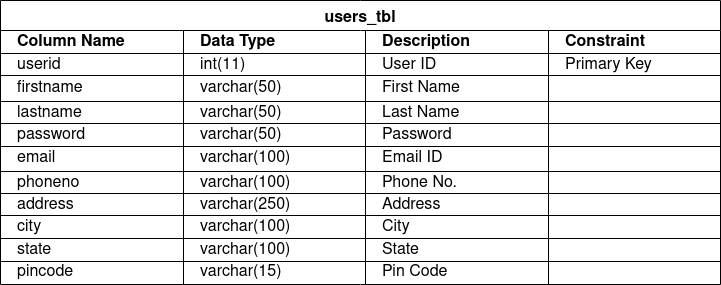 users_tbl
Column Name Data Type Description Constraint
userid int(11) User ID Primary Key
firstname varchar(50) First Name
lastname varchar(50) Last Name
password varchar(50) Password
email varchar(100) Email ID
phoneno varchar(100) Phone No.
address varchar(250) Address
city varchar(100) City
state varchar(100) State
pincode varchar(15) Pin Code